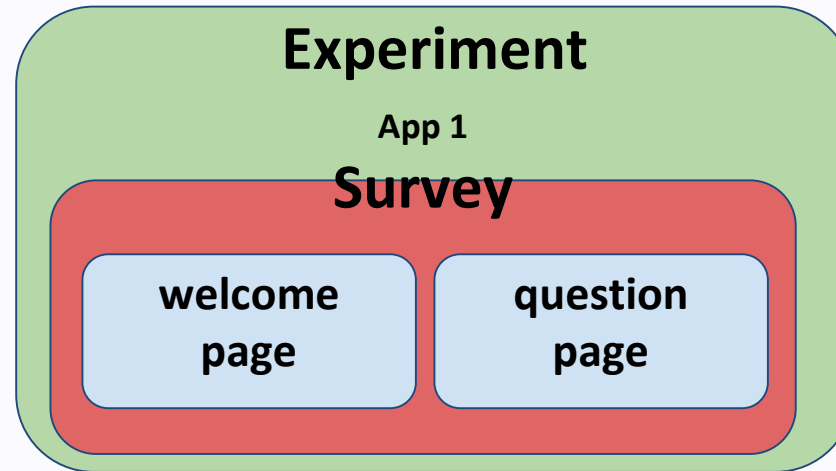 Experiment
App 1
Survey
welcome
page
question
page